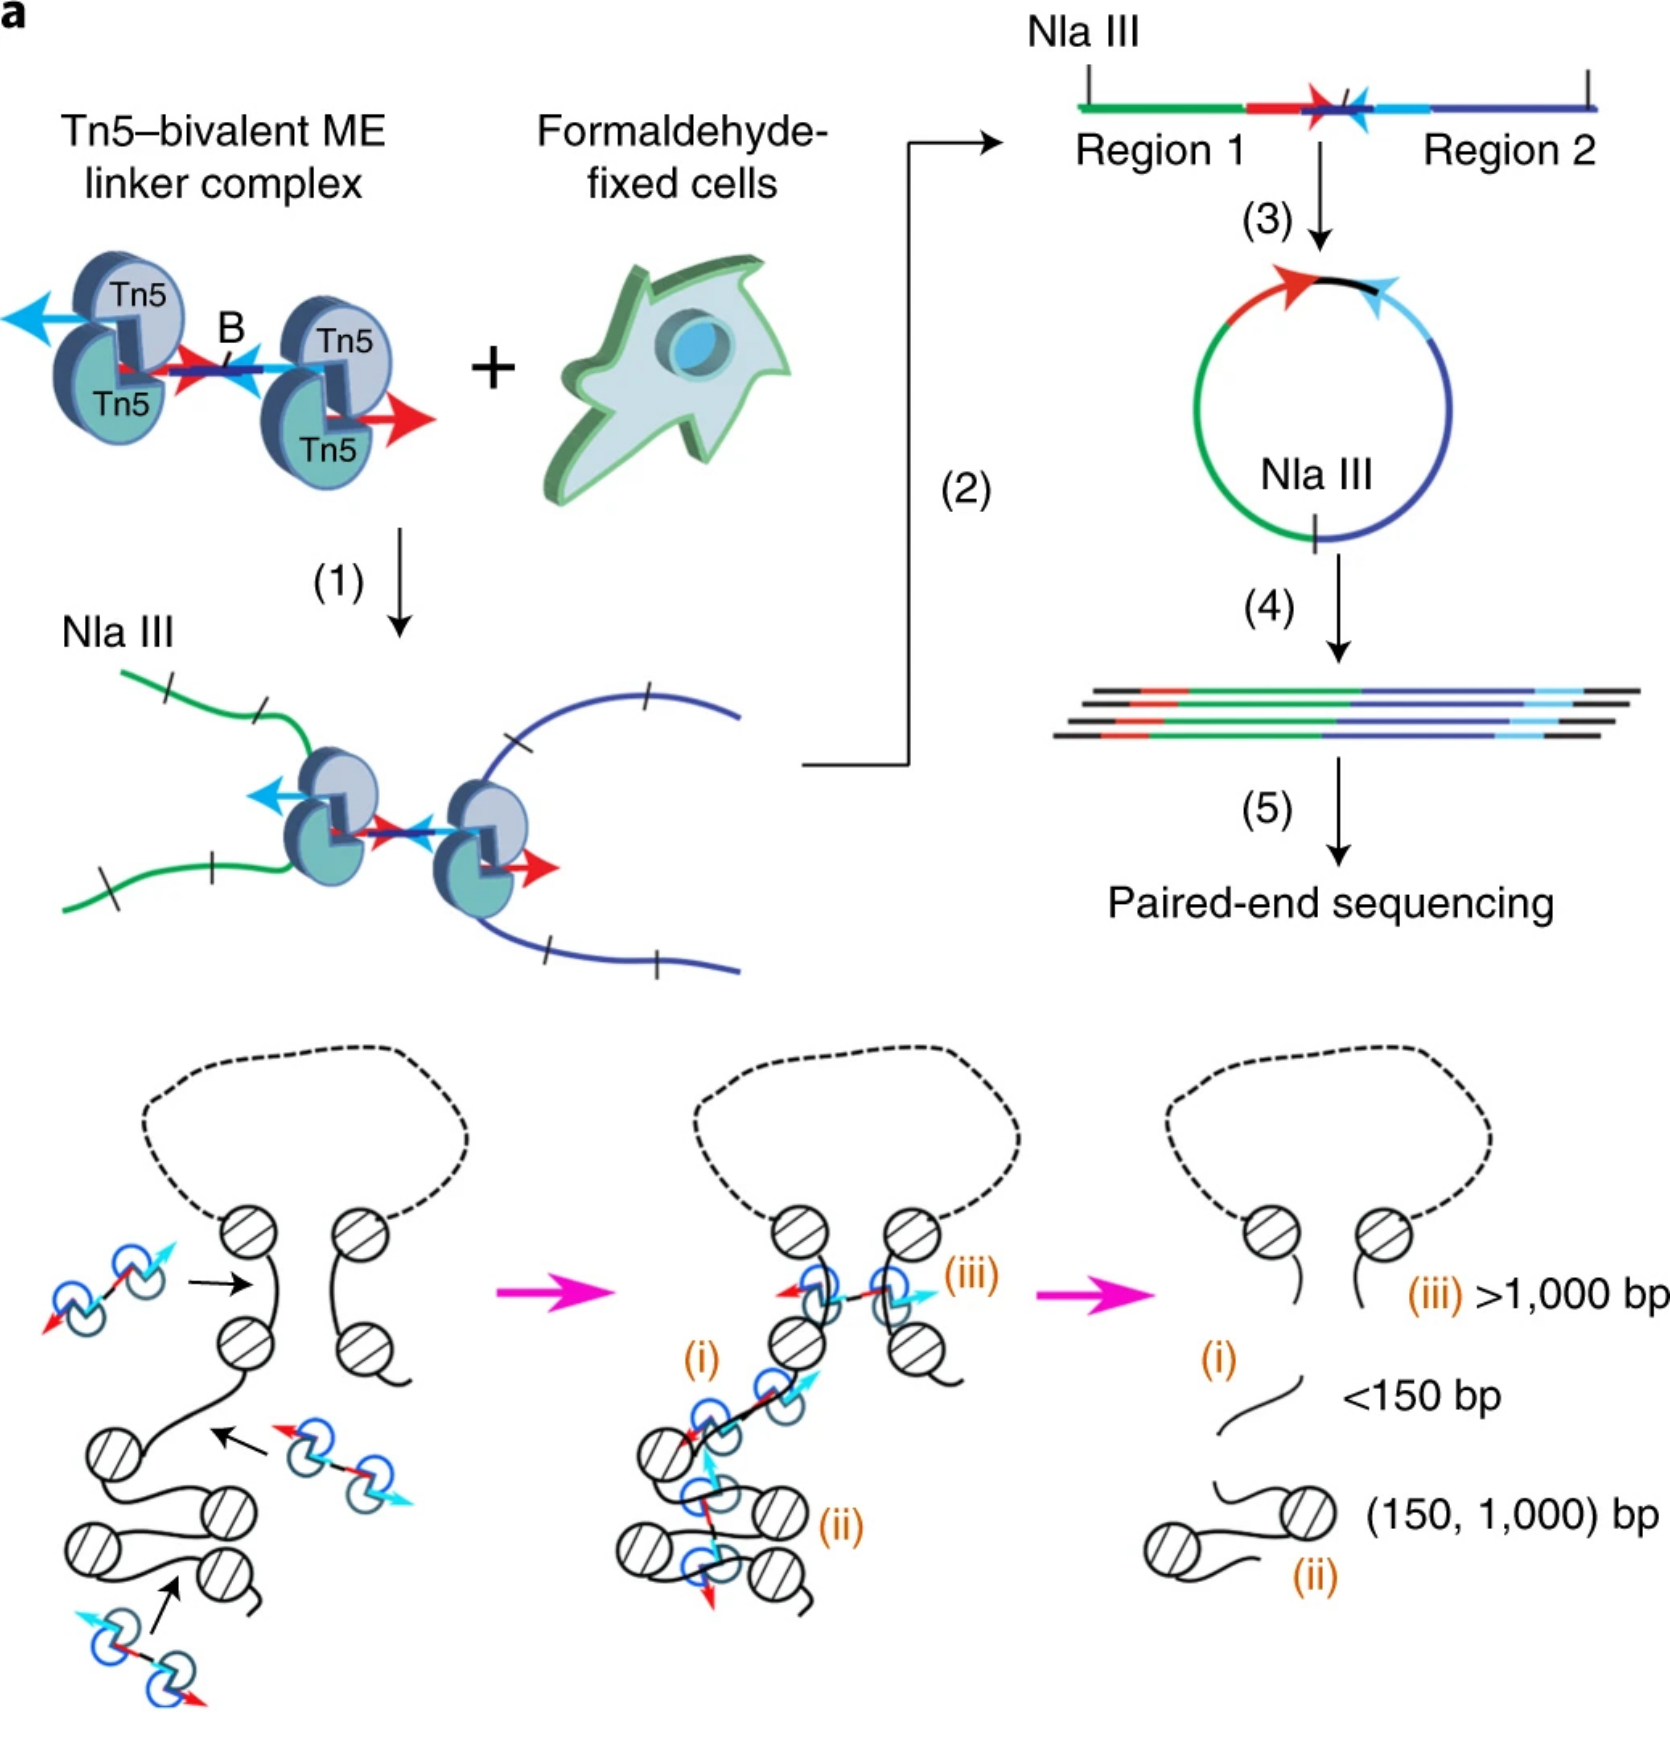 a
Tn5–bivalent ME
linker complex
Formaldehyde-
fixed cells
Tn5
Tn5
B
Tn5
Tn5
+
(1)
Nla III
(2)
Nla III
Region 1
Region 2
(3)
Nla III
(4)
(5)
Paired-end sequencing
(i)
(ii)
(iii)
(iii) >1,000 bp
(i)
<150 bp
(150, 1,000) bp
(ii)